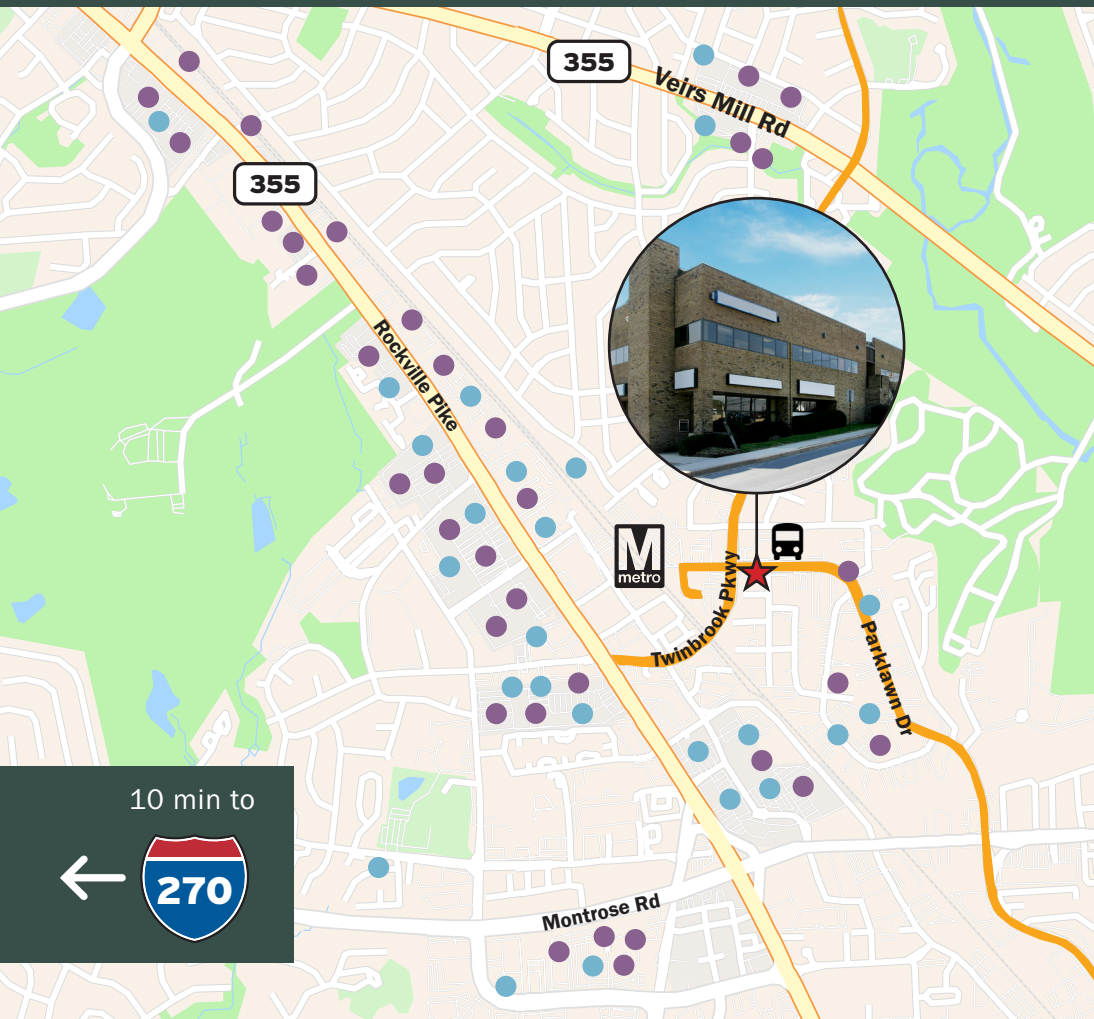 355
Veirs Mill Rd
355
Rockville Pike
M
metro
Twinbrook Pkwy
Parklawn Dr
10 min to
270
Montrose Rd